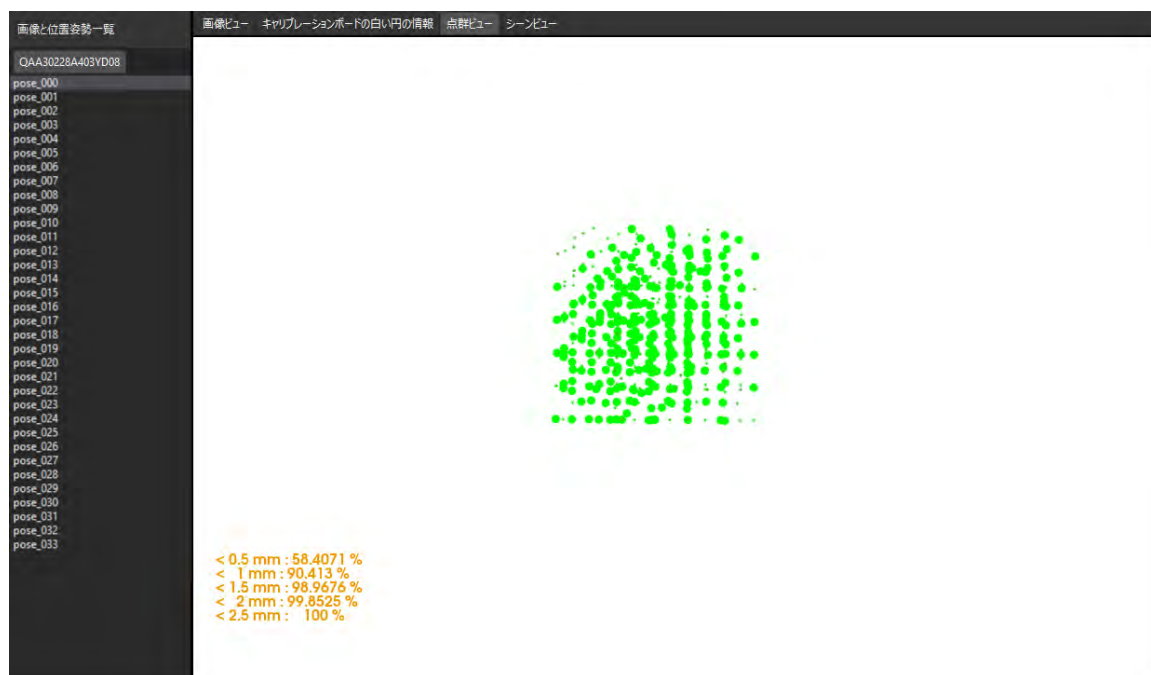 画像と位置姿勢一覧
画像ビュー キャリブレーションボードの白い円の情報 点群ビュー シーンビュー
QAA30228A403YD08
pose_000
pose_001
pose_002
pose_003
pose_004
pose_005
pose_006
pose_007
pose_008
pose_009
pose_010
pose_011
pose_012
pose_013
pose_014
pose_015
pose_016
pose_017
pose_018
pose_019
pose_020
pose_021
pose_022
pose_023
pose_024
pose_025
pose_026
pose_027
pose_028
pose_029
pose_030
pose_031
pose_032
pose_033
< 0.5 mm : 58.4071 %
< 1 mm : 90.413 %
< 1.5 mm : 98.9676 %
< 2 mm : 99.8525 %
< 2.5 mm : 100 %